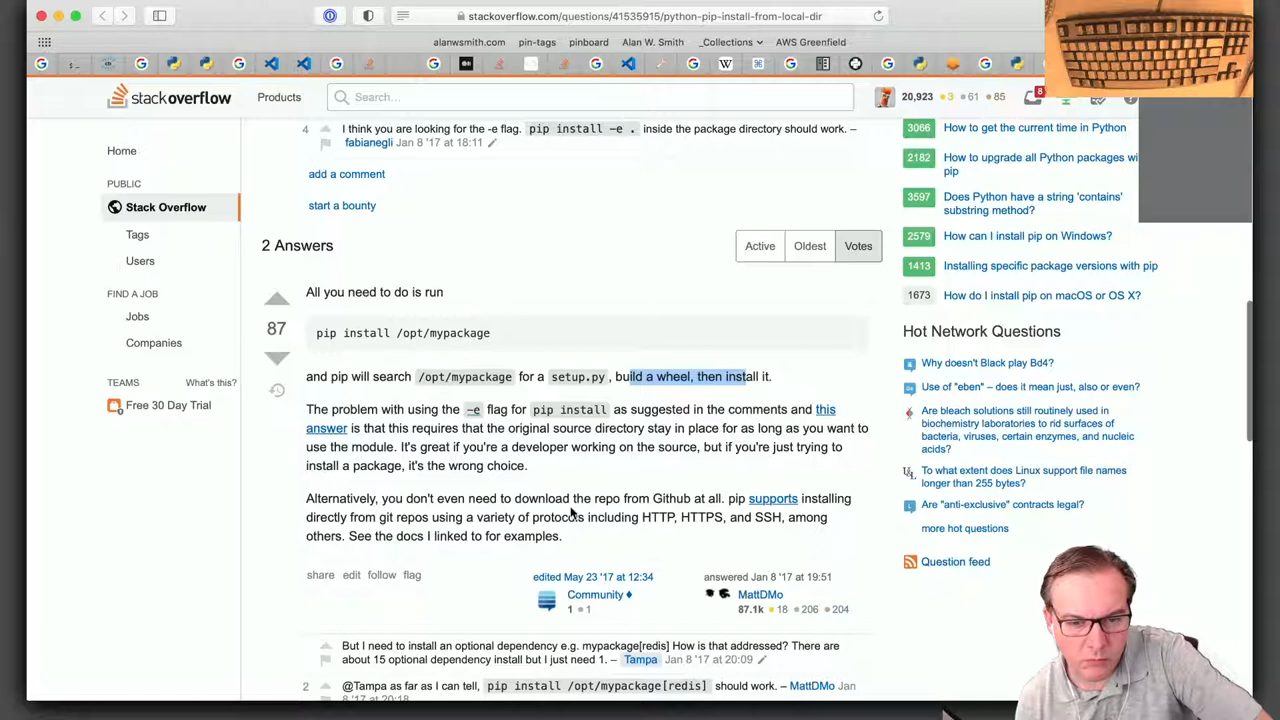 stackoverflow.com/questions/41535915/python-pip-install-from-local-dir
alanwsmith.com pin-tags pinboard Alan W. Smith _Collections AWS Greenfield
stackoverflow Products Search... 20,923 3 61 85 8
Home
PUBLIC
Stack Overflow
Tags
Users
FIND A JOB
Jobs
Companies
TEAMS What's this?
Free 30 Day Trial
4 I think you are looking for the -e flag. pip install -e . inside the package directory should work. –
fabianegli Jan 8 '17 at 18:11
add a comment
start a bounty
2 Answers
Active Oldest Votes
87
All you need to do is run
pip install /opt/mypackage
and pip will search /opt/mypackage for a setup.py, build a wheel, then install it.
The problem with using the -e flag for pip install as suggested in the comments and this
answer is that this requires that the original source directory stay in place for as long as you want to
use the module. It's great if you're a developer working on the source, but if you're just trying to
install a package, it's the wrong choice.
Alternatively, you don't even need to download the repo from Github at all. pip supports installing
directly from git repos using a variety of protocols including HTTP, HTTPS, and SSH, among
others. See the docs I linked to for examples.
share edit follow flag
edited May 23 '17 at 12:34
Community
1 1
answered Jan 8 '17 at 19:51
MattDMo
87.1k 18 206 204
But I need to install an optional dependency e.g. mypackage[redis] How is that addressed? There are
about 15 optional dependency install but I just need 1. – Tampa Jan 8 '17 at 20:09
2 @Tampa as far as I can tell, pip install /opt/mypackage[redis] should work. – MattDMo Jan
8 '17 at 20:18
3066 How to get the current time in Python
2182 How to upgrade all Python packages wi
pip
3597 Does Python have a string 'contains'
substring method?
2579 How can I install pip on Windows?
1413 Installing specific package versions with pip
1673 How do I install pip on macOS or OS X?
Hot Network Questions
Why doesn't Black play Bd4?
Use of "eben" – does it mean just, also or even?
Are bleach solutions still routinely used in
biochemistry laboratories to rid surfaces of
bacteria, viruses, certain enzymes, and nucleic
acids?
To what extent does Linux support file names
longer than 255 bytes?
Are "anti-exclusive" contracts legal?
more hot questions
Question feed